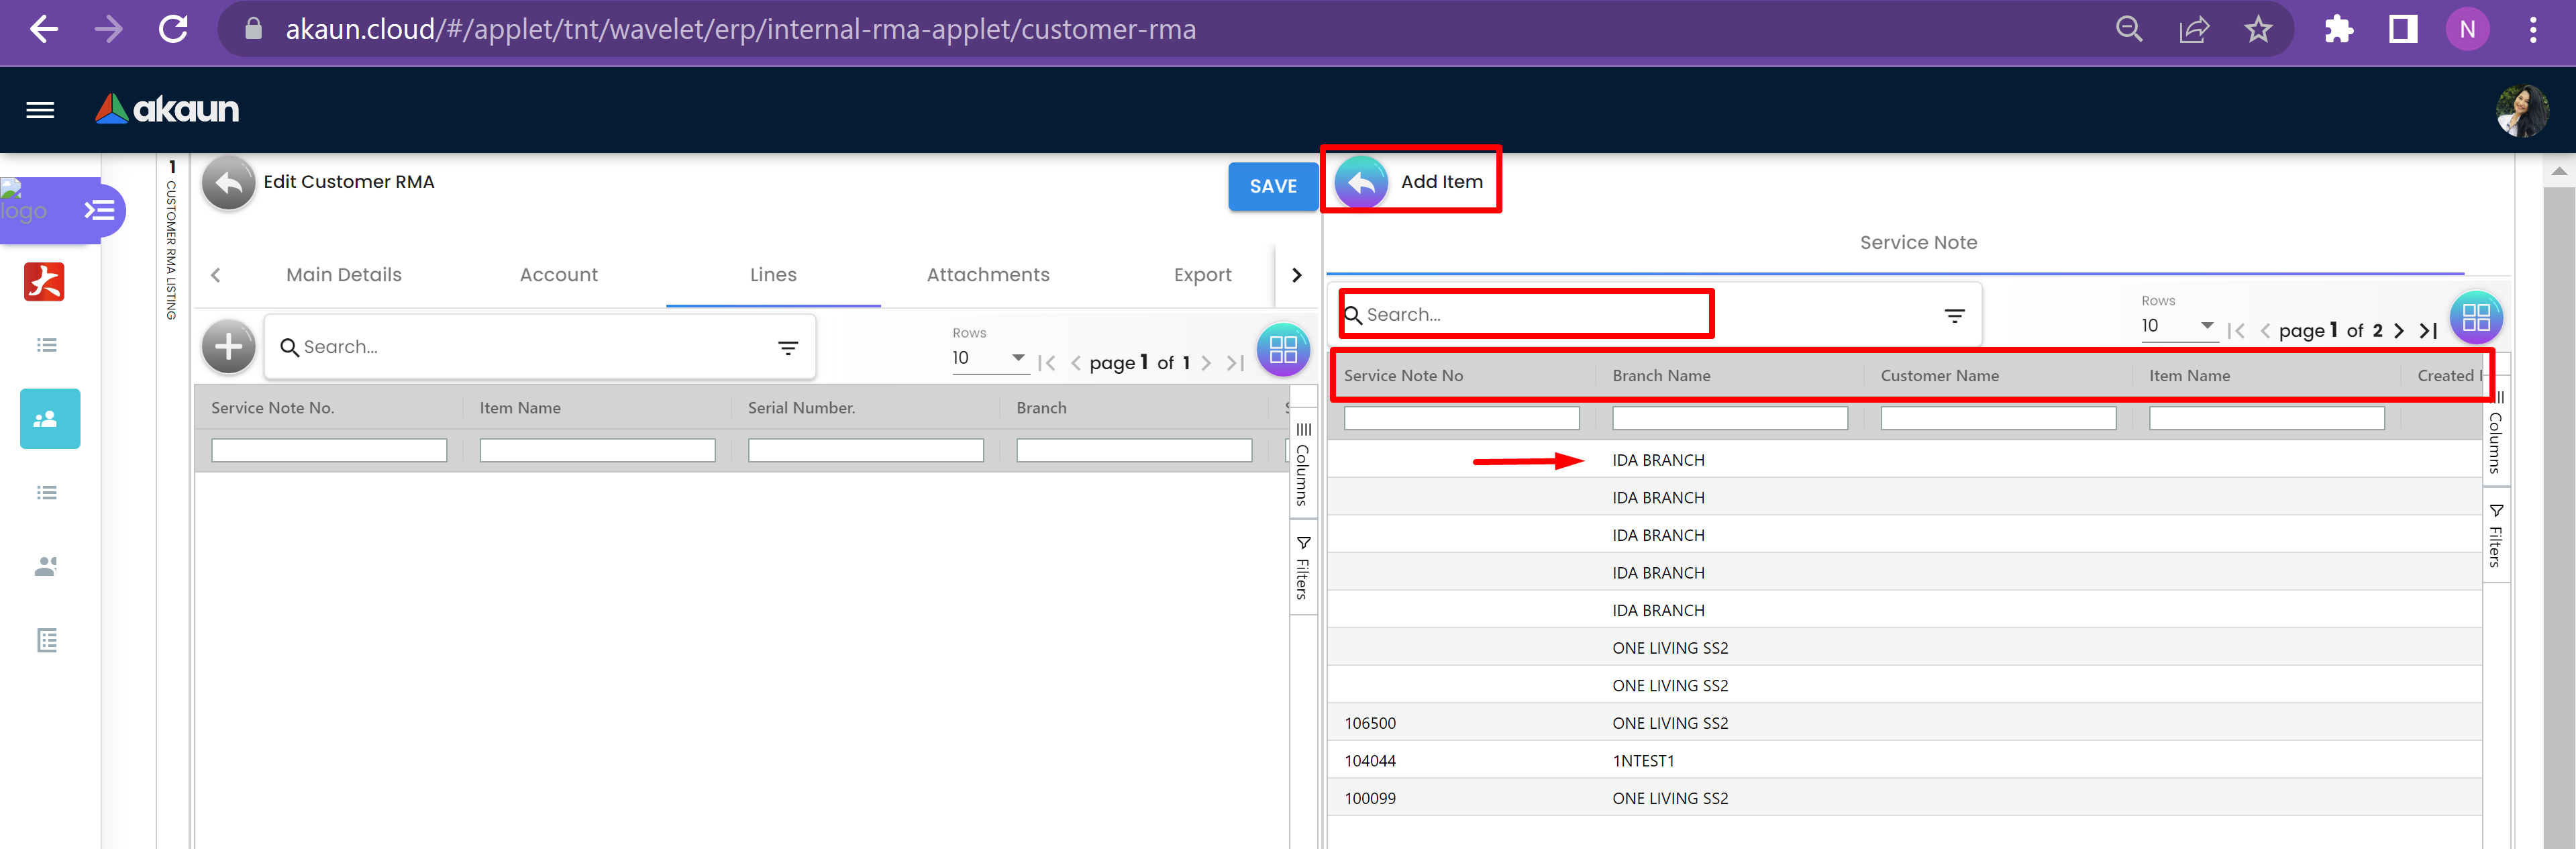 akaun.cloud/#/applet/tnt/wavelet/erp/internal-rma-applet/customer-rma
N
akaun
logo
1
CUSTOMER RMA LISTING
Edit Customer RMA
SAVE
Main Details
Account
Lines
Attachments
Export
Search...
Rows
10
page 1 of 1
Service Note No.
Item Name
Serial Number.
Branch
Columns
Filters
Add Item
Service Note
Search...
Rows
10
page 1 of 2
Service Note No
Branch Name
Customer Name
Item Name
Created
IDA BRANCH
IDA BRANCH
IDA BRANCH
IDA BRANCH
IDA BRANCH
ONE LIVING SS2
ONE LIVING SS2
106500 ONE LIVING SS2
104044 1NTEST1
100099 ONE LIVING SS2
Columns
Filters